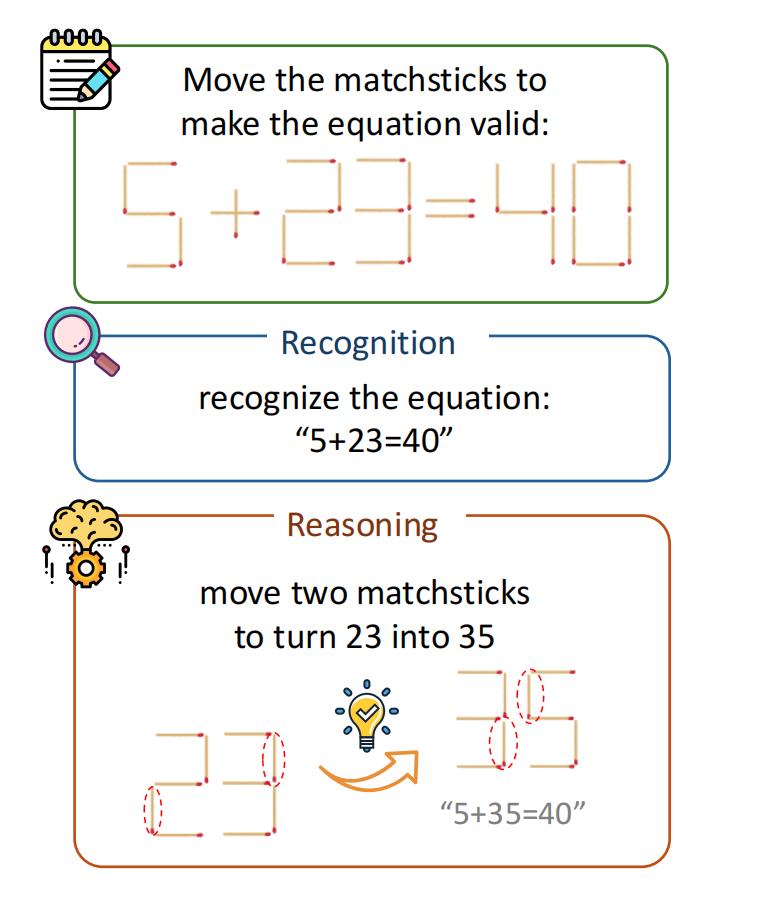 Move the matchsticks to
make the equation valid:
5+23=40
Recognition
recognize the equation:
“5+23=40”
Reasoning
move two matchsticks
to turn 23 into 35
23
35
“5+35=40”